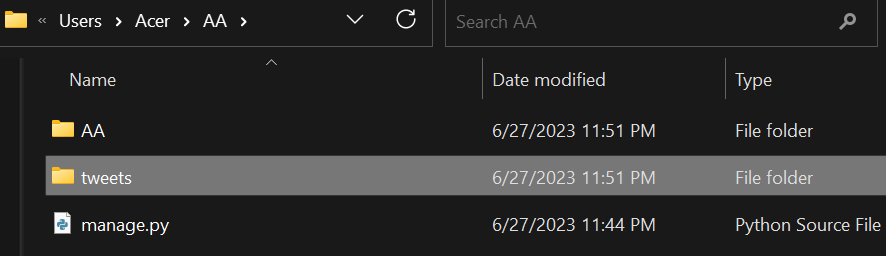 « Users > Acer > AA > Search AA
Name Date modified Type
AA 6/27/2023 11:51 PM File folder
tweets 6/27/2023 11:51 PM File folder
manage.py 6/27/2023 11:44 PM Python Source File